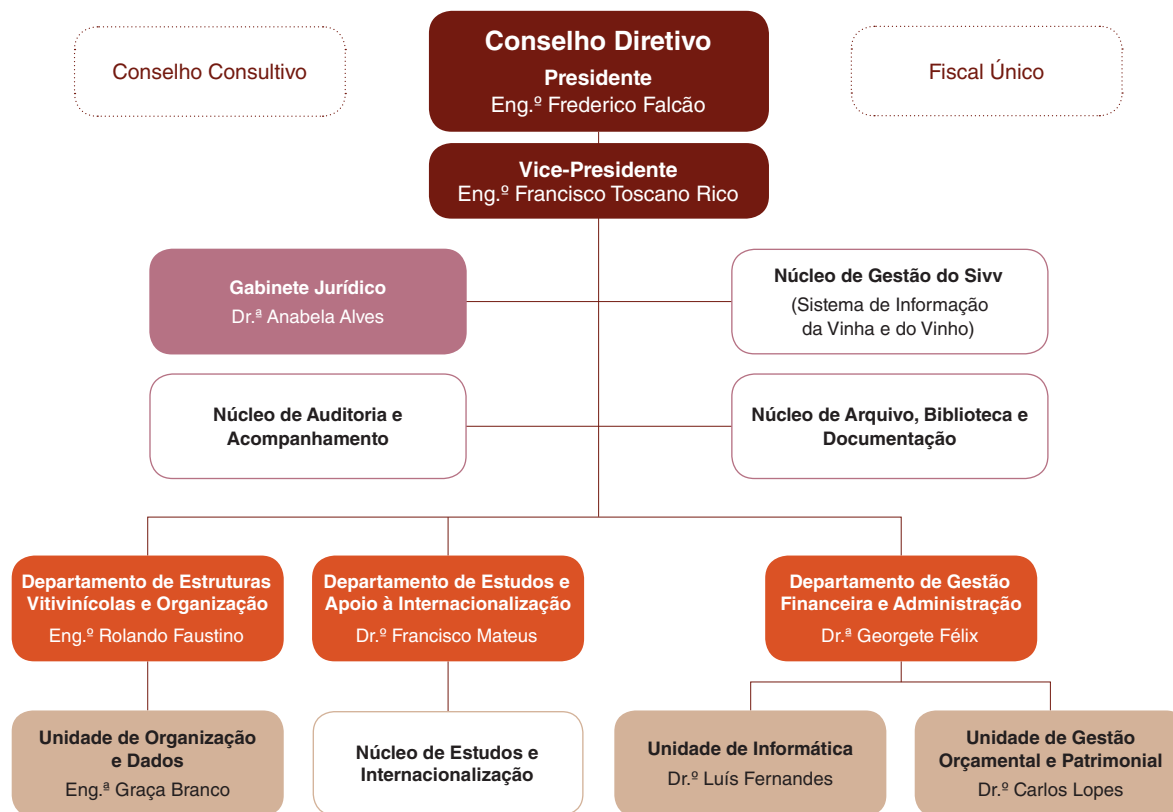 Conselho Consultivo
Conselho Diretivo
Presidente
Eng.º Frederico Falcão
Fiscal Único
Vice-Presidente
Eng.º Francisco Toscano Rico
Gabinete Jurídico
Dr.ª Anabela Alves
Núcleo de Gestão do Sivv
(Sistema de Informação
da Vinha e do Vinho)
Núcleo de Auditoria e
Acompanhamento
Núcleo de Arquivo, Biblioteca e
Documentação
Departamento de Estruturas
Vitivinícolas e Organização
Eng.º Rolando Faustino
Departamento de Estudos e
Apoio à Internacionalização
Dr.º Francisco Mateus
Departamento de Gestão
Financeira e Administração
Dr.ª Georgete Félix
Unidade de Organização
e Dados
Eng.ª Graça Branco
Núcleo de Estudos e
Internacionalização
Unidade de Informática
Dr.º Luís Fernandes
Unidade de Gestão
Orçamental e Patrimonial
Dr.º Carlos Lopes